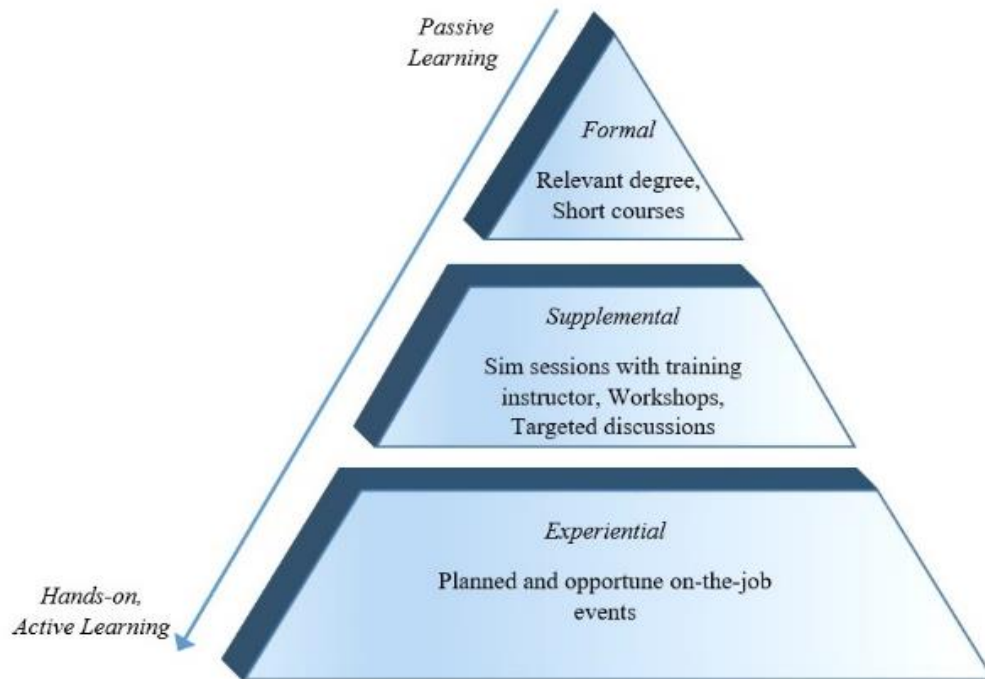 Passive
Learning
Formal
Relevant degree,
Short courses
Supplemental
Sim sessions with training
instructor, Workshops,
Targeted discussions
Experiential
Planned and opportune on-the-job
events
Hands-on,
Active Learning